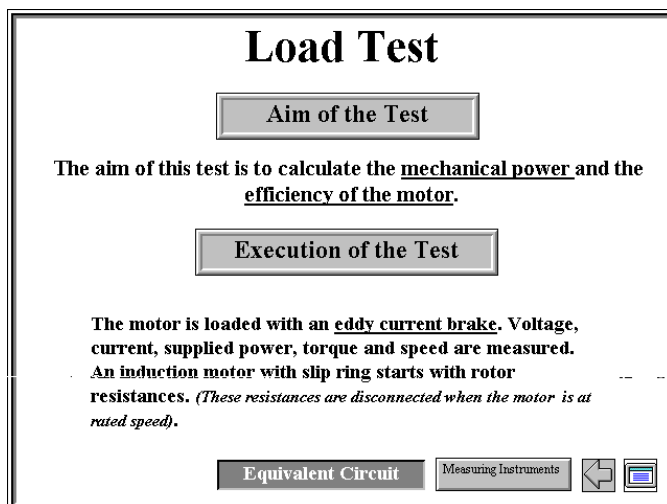 Load Test
Aim of the Test
The aim of this test is to calculate the mechanical power and the
efficiency of the motor.
Execution of the Test
The motor is loaded with an eddy current brake. Voltage,
current, supplied power, torque and speed are measured.
An induction motor with slip ring starts with rotor
resistances. (These resistances are disconnected when the motor is at
rated speed).
Equivalent Circuit
Measuring Instruments